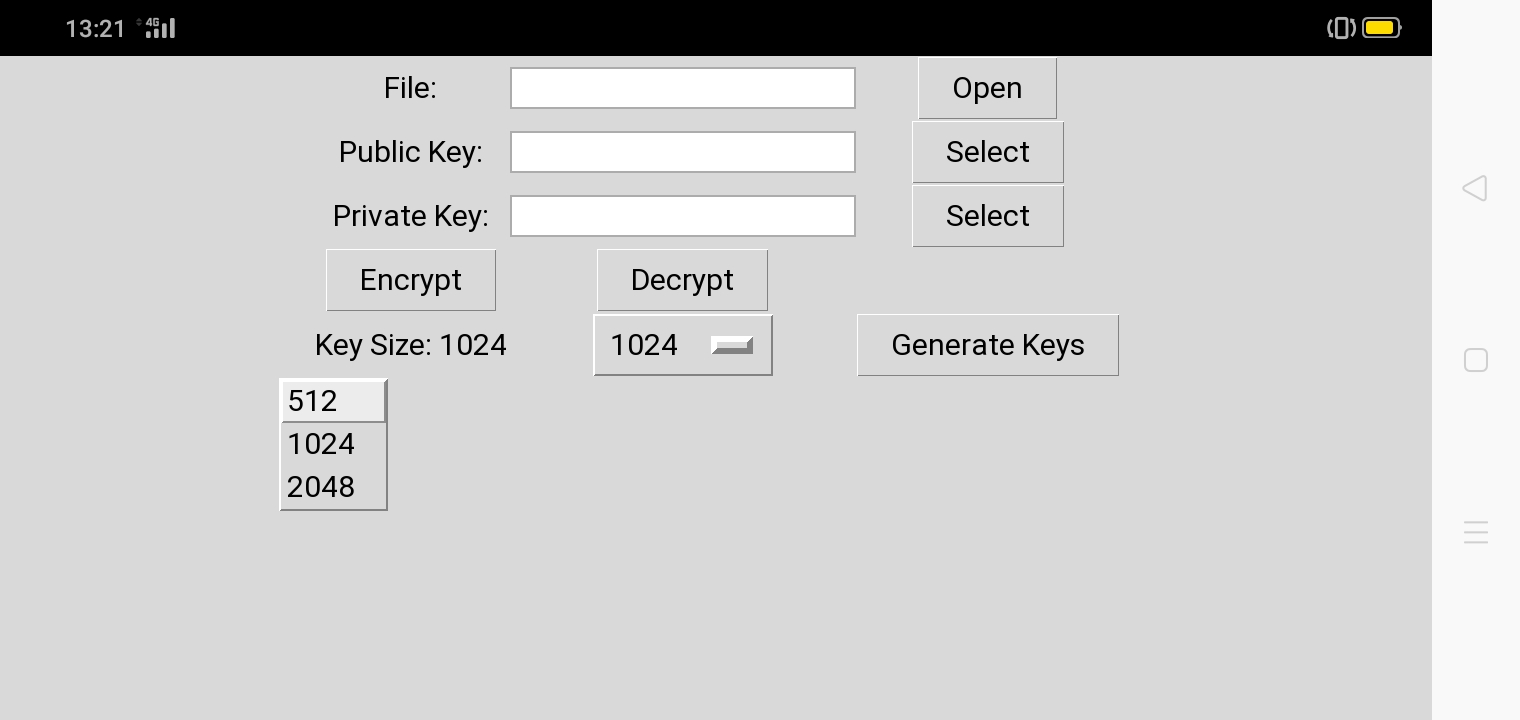 13:21 4G
File: Open
Public Key: Select
Private Key: Select
Encrypt Decrypt
Key Size: 1024 1024 Generate Keys
512
1024
2048